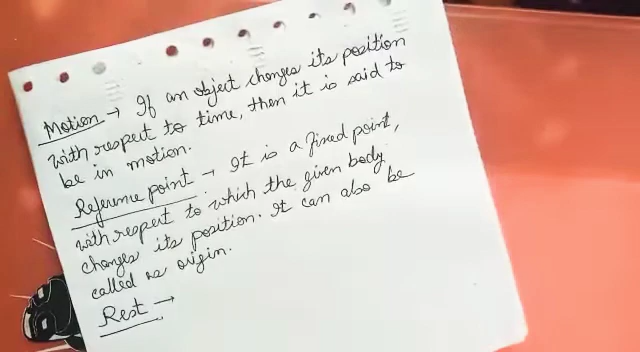 Motion → If an object changes its position
with respect to time, then it is said to
be in motion.
Reference point → It is a fixed point,
with respect to which the given body
changes its position. It can also be
called as origin.
Rest →